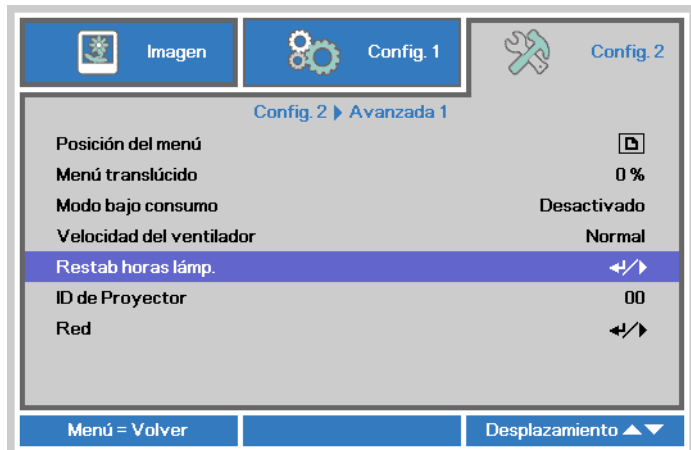 Imagen Config. 1 Config. 2
Config. 2 Avanzada 1
Posición del menú
Menú translúcido 0 %
Modo bajo consumo Desactivado
Velocidad del ventilador Normal
Restab horas lámp.
ID de Proyector 00
Red
Menú = Volver Desplazamiento